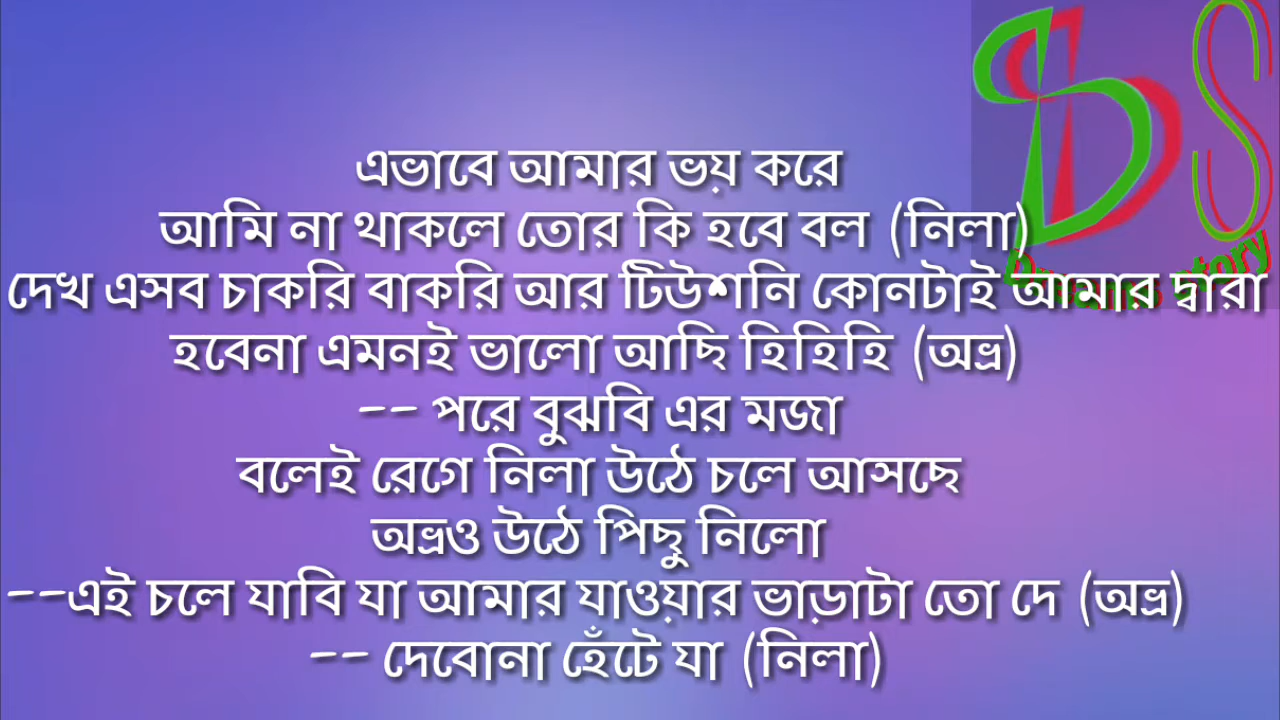 এভাবে আমার ভয় করে
আমি না থাকলে তোর কি হবে বল (নিলা)
দেখ এসব চাকরি বাকরি আর টিউশনি কোনটাই আমার দ্বারা
হবেনা এমনই ভালো আছি হিহিহি (অভ্র)
-- পরে বুঝবি এর মজা
বলেই রেগে নিলা উঠে চলে আসছে
অভ্রও উঠে পিছু নিলো
--এই চলে যাবি যা আমার যাওয়ার ভাড়াটা তো দে (অভ্র)
-- দেবোনা হেঁটে যা (নিলা)
DS